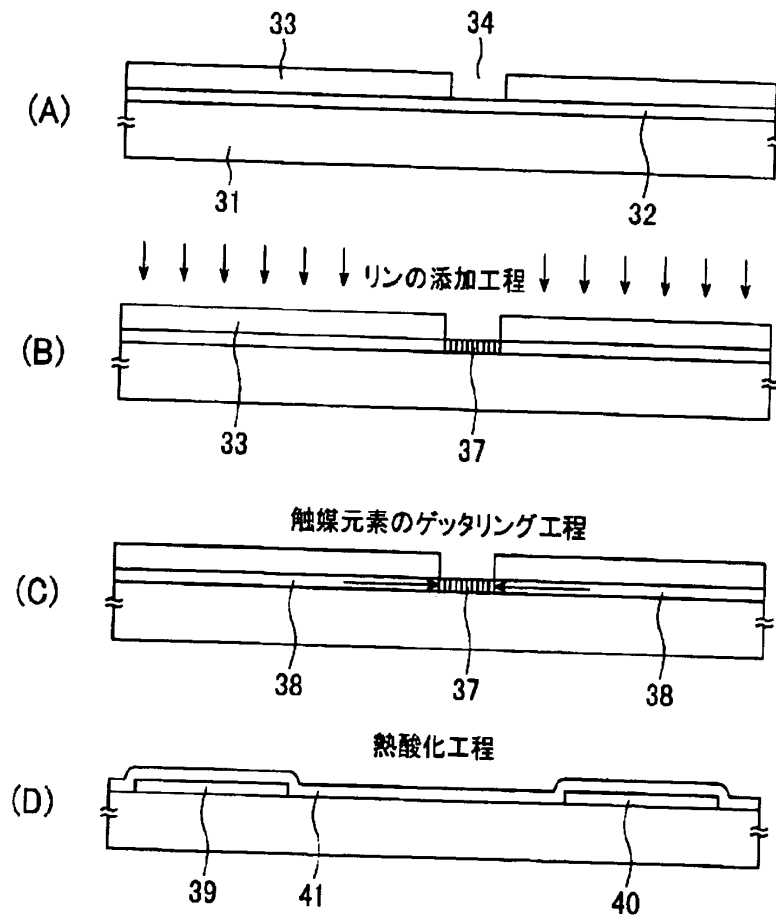 33 34
(A)
31 32
リンの添加工程
(B)
33 37
触媒元素のゲッタリング工程
(C)
38 37 38
熱酸化工程
(D)
39 41 40